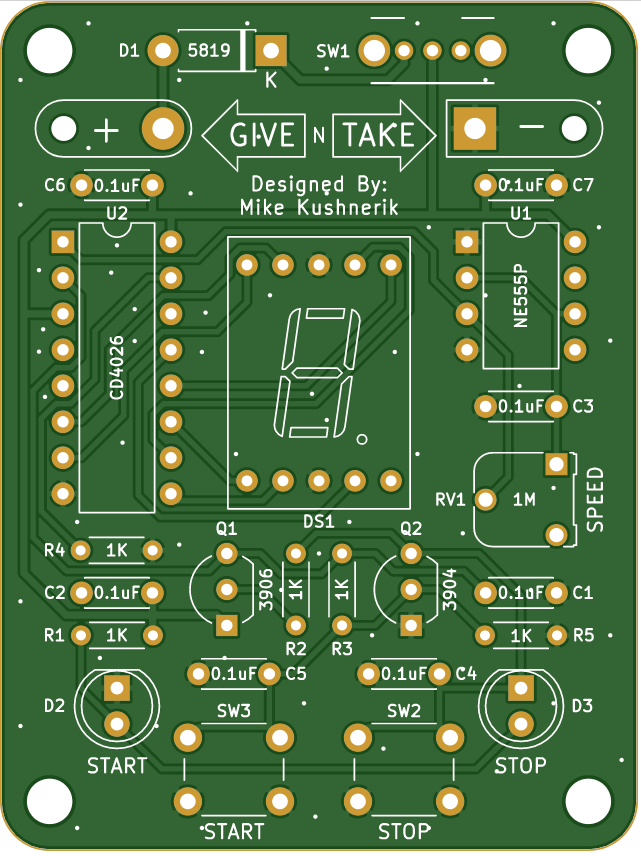 D1 5819 K SW1
+ GIVE N TAKE −
C6 0.1uF 0.1uF C7
Designed By:
Mike Kushnerik
U2 U1
CD4026
NE555P
0.1uF C3
RV1 1M SPEED
DS1
R4 1K Q1 Q2
3906 1K 1K 3904
C2 0.1uF 0.1uF C1
R1 1K R2 R3 1K R5
0.1uF C5 0.1uF C4
D2 SW3 SW2 D3
START STOP
START STOP